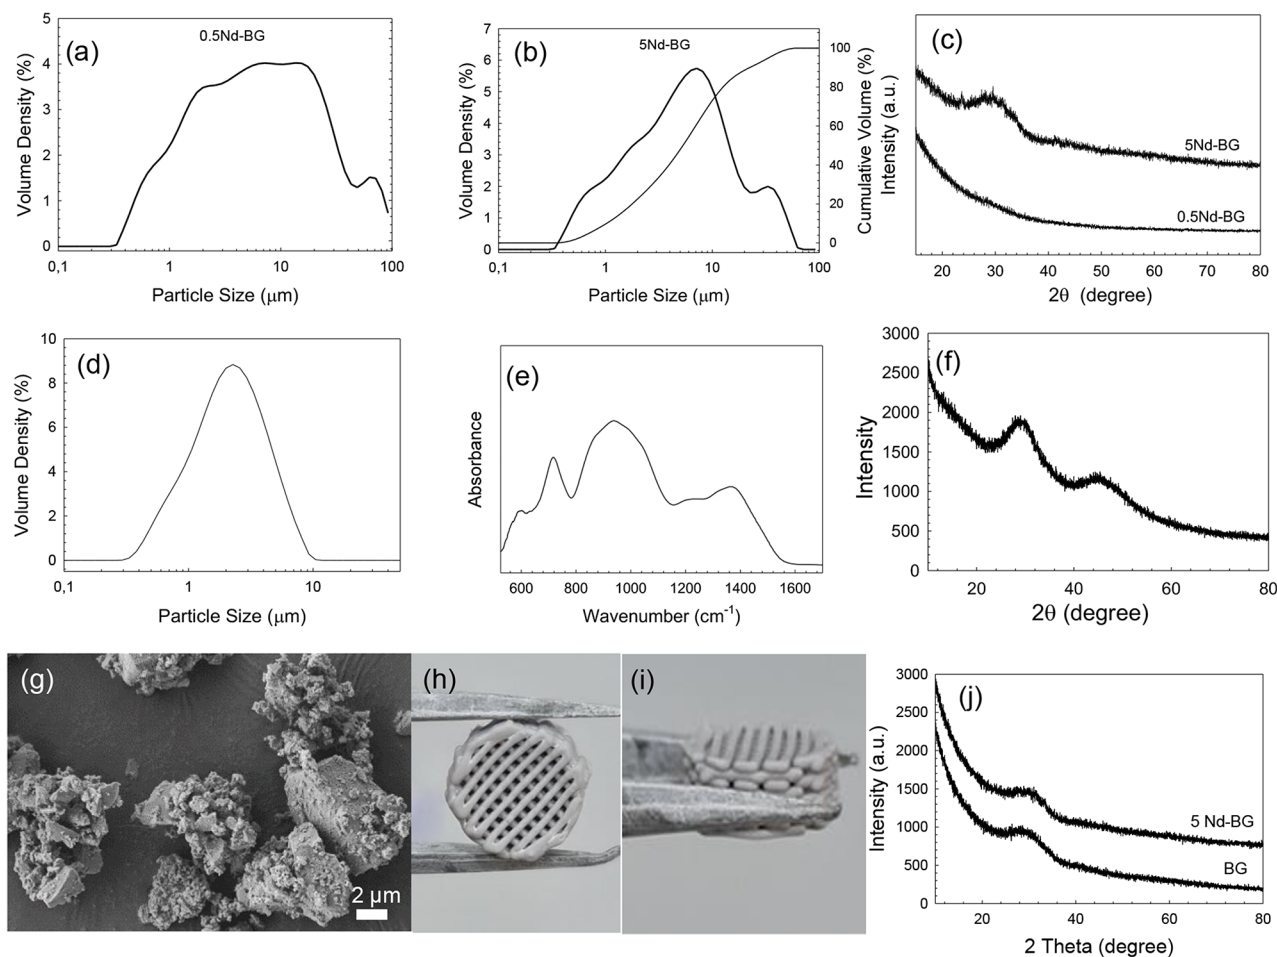 (a)
0.5Nd-BG
Volume Density (%)
5
4
3
2
1
0
0,1 1 10 100
Particle Size (μm)
(b)
5Nd-BG
Volume Density (%)
7
6
5
4
3
2
1
0
Cumulative Volume (%)
100
80
60
40
20
0
0,1 1 10 100
Particle Size (μm)
(c)
Intensity (a.u.)
5Nd-BG
0.5Nd-BG
20 30 40 50 60 70 80
2θ (degree)
(d)
Volume Density (%)
10
8
6
4
2
0
0,1 1 10
Particle Size (μm)
(e)
Absorbance
600 800 1000 1200 1400 1600
Wavenumber (cm⁻¹)
(f)
Intensity
3000
2500
2000
1500
1000
500
0
20 40 60 80
2θ (degree)
(g)
2 μm
(h)
(i)
(j)
Intensity (a.u.)
3000
2500
2000
1500
1000
500
0
5 Nd-BG
BG
20 40 60 80
2 Theta (degree)